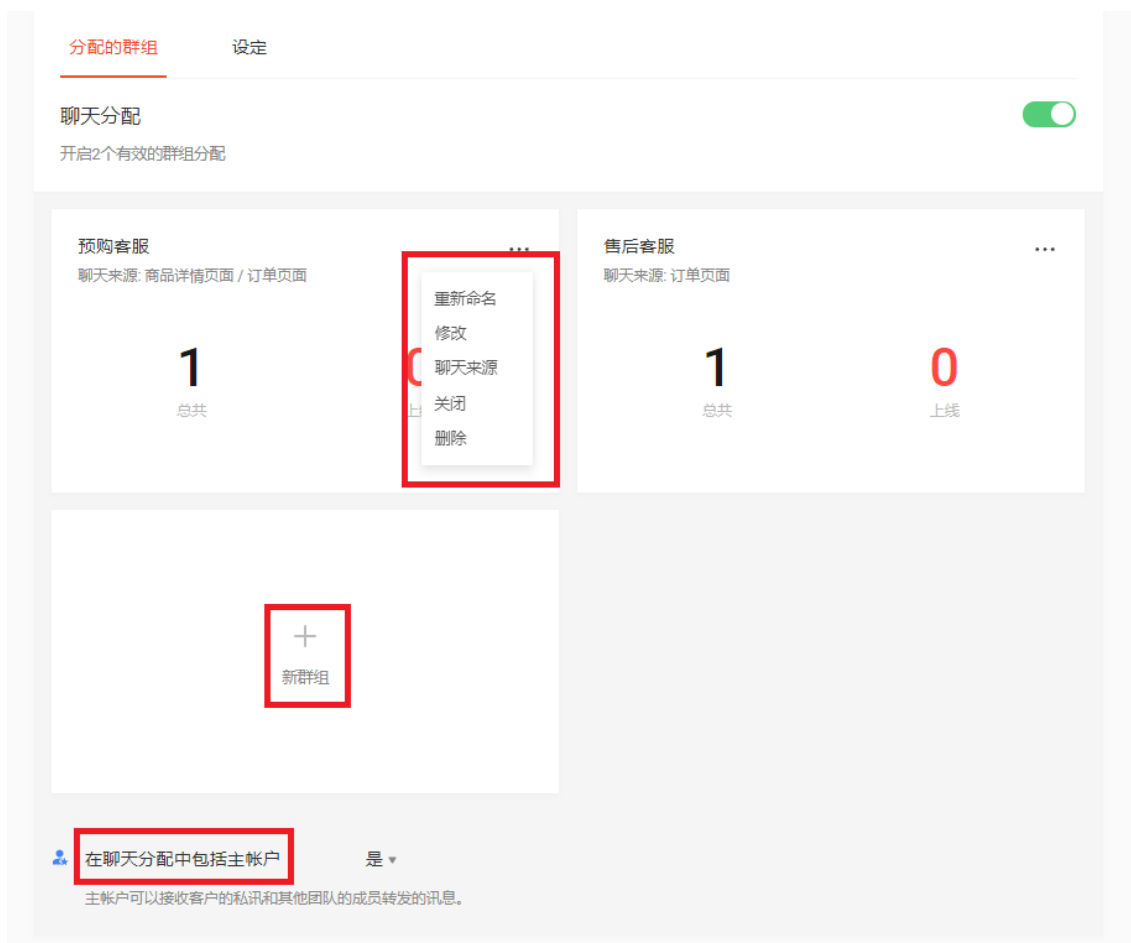 分配的群组
设定
聊天分配
开启2个有效的群组分配
预购客服
...
聊天来源: 商品详情页面 / 订单页面
1
总共
重新命名
修改
聊天来源
关闭
删除
售后客服
...
聊天来源: 订单页面
1
总共
0
上线
+
新群组
在聊天分配中包括主帐户
是
主帐户可以接收客户的私讯和其他团队的成员转发的讯息。